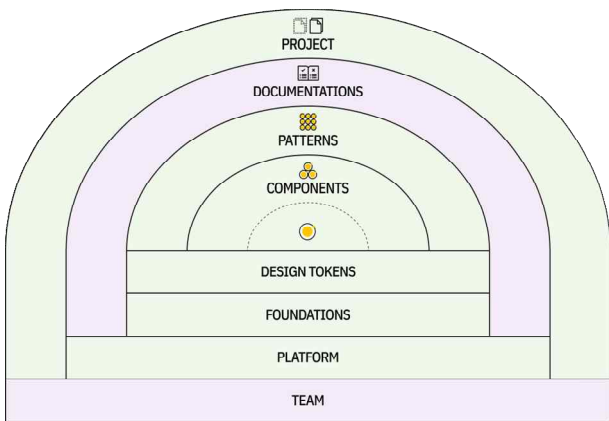 PROJECT
DOCUMENTATIONS
PATTERNS
COMPONENTS
DESIGN TOKENS
FOUNDATIONS
PLATFORM
TEAM